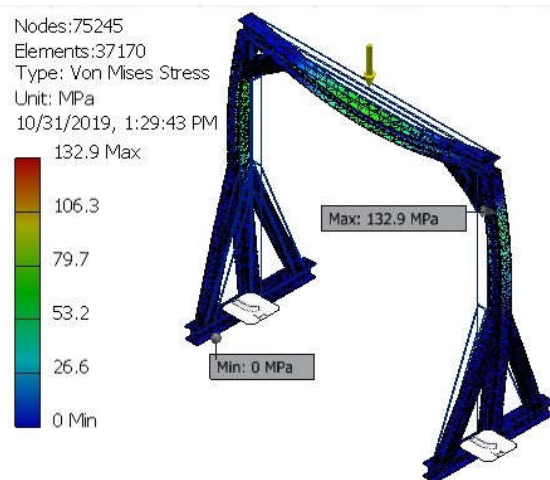 Nodes:75245
Elements:37170
Type: Von Mises Stress
Unit: MPa
10/31/2019, 1:29:43 PM
132.9 Max
106.3
79.7
53.2
26.6
0 Min
Max: 132.9 MPa
Min: 0 MPa